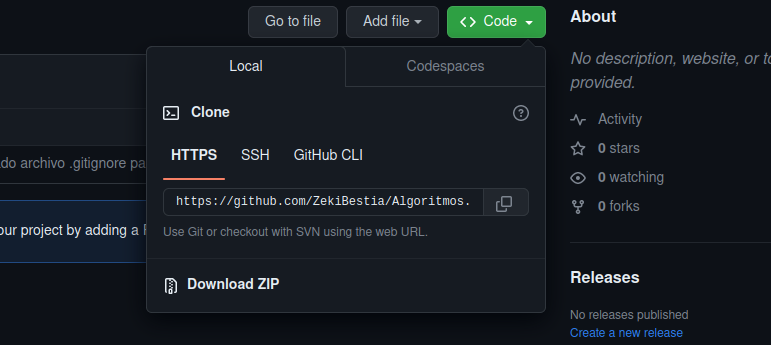 Go to file
Add file
Code
Local
Codespaces
Clone
HTTPS
SSH
GitHub CLI
https://github.com/ZekiBestia/Algoritmos.
Use Git or checkout with SVN using the web URL.
Download ZIP
do archivo .gitignore pa
our project by adding a
About
No description, website, or to
provided.
Activity
0 stars
0 watching
0 forks
Releases
No releases published
Create a new release